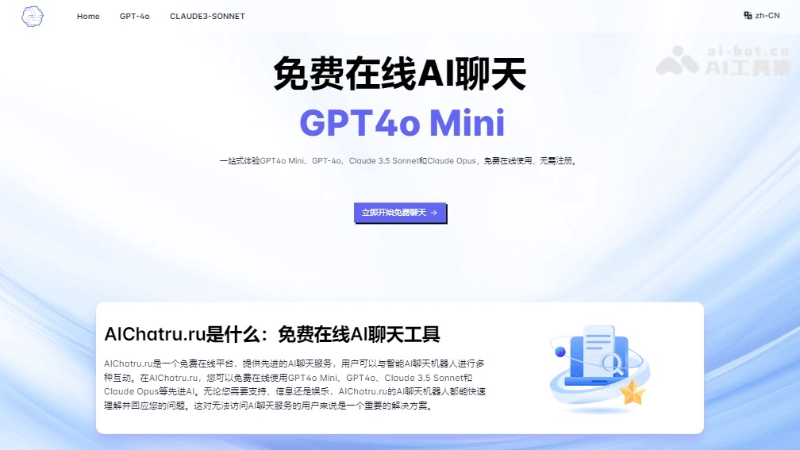 Home GPT-4o CLAUDE3-SONNET zh-CN
ai-bot.cn
AI工具集
免费在线AI聊天
GPT4o Mini
一站式体验GPT4o Mini、GPT-4o、Claude 3.5 Sonnet和Claude Opus，免费在线使用，无需注册。
立即开始免费聊天 →
AIChatru.ru是什么：免费在线AI聊天工具
AIChatru.ru是一个免费在线平台，提供先进的AI聊天服务，用户可以与智能AI聊天机器人进行多
种互动。在AIChatru.ru，您可以免费在线使用GPT4o Mini、GPT4o、Claude 3.5 Sonnet和
Claude Opus等先进AI。无论您需要支持、信息还是娱乐，AIChatru.ru的AI聊天机器人都能快速
理解并回应您的问题。这对无法访问AI聊天服务的用户来说是一个重要的解决方案。